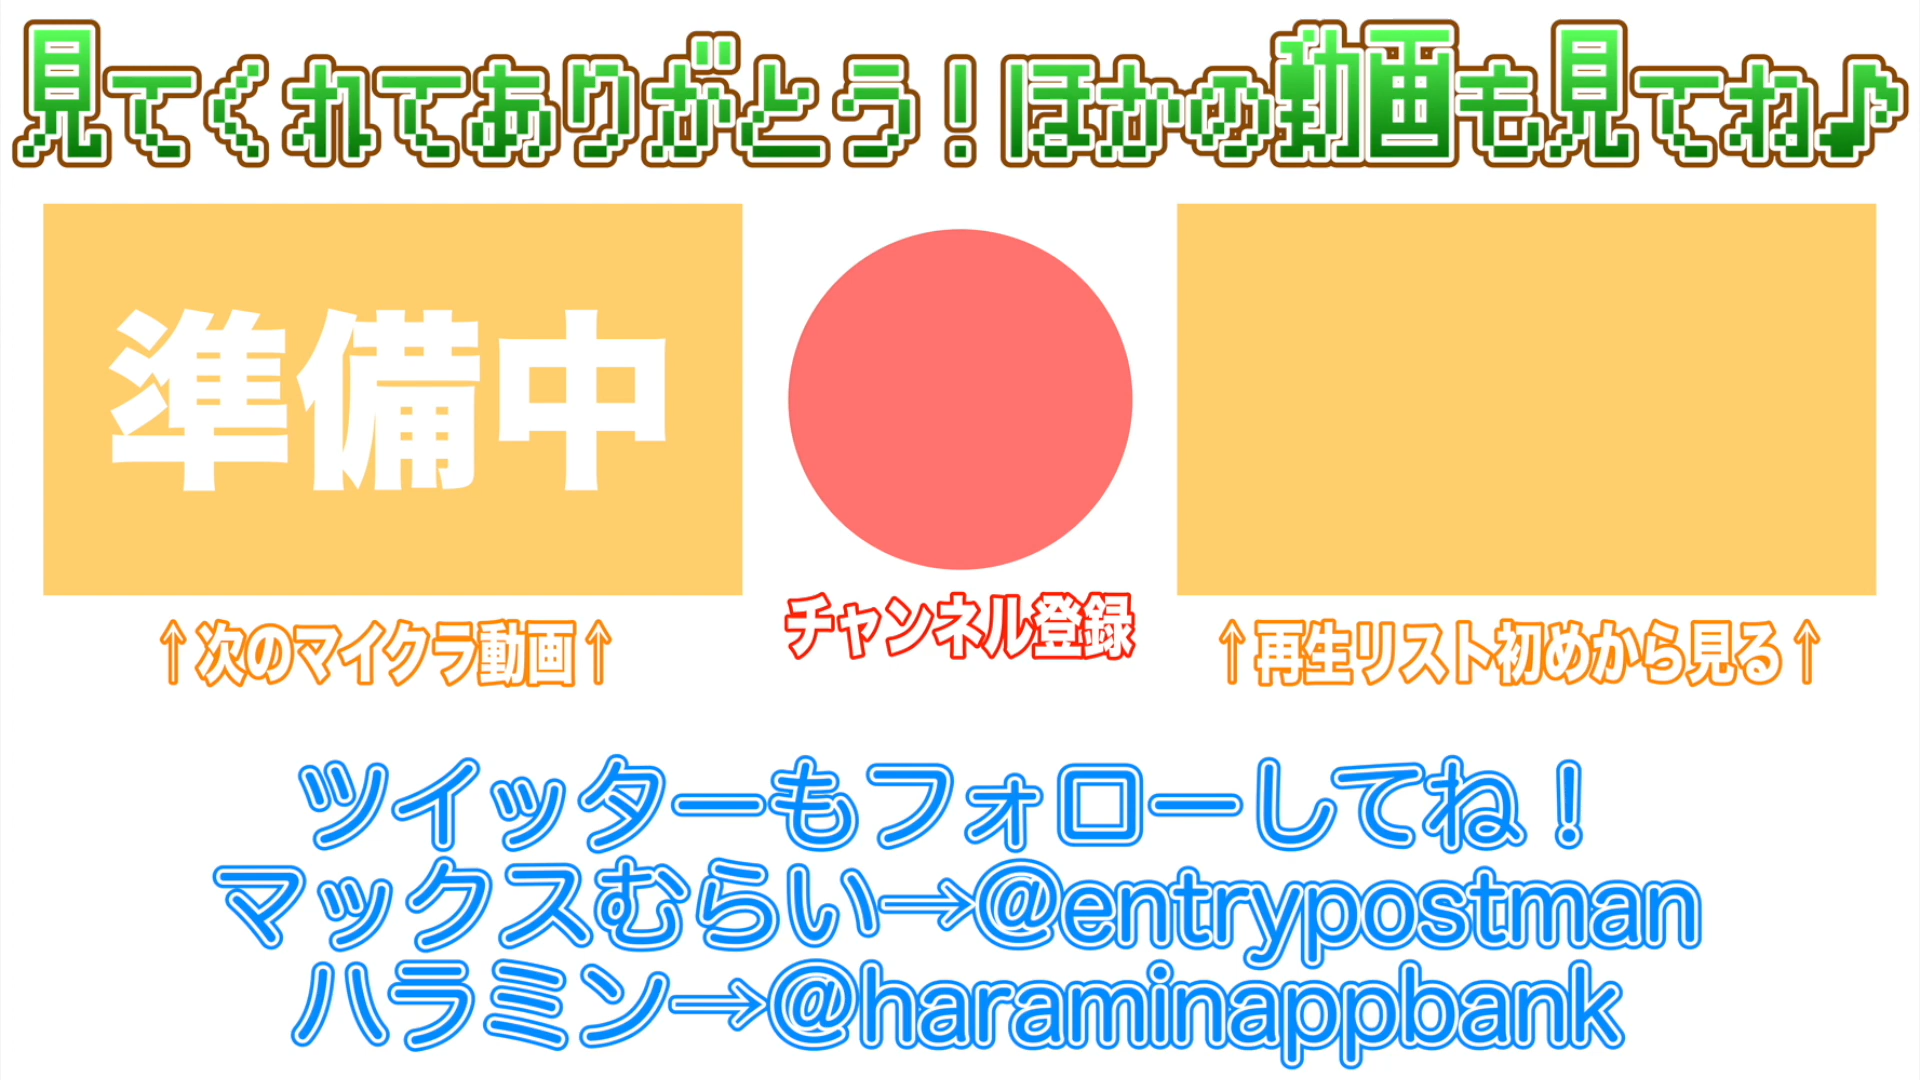 見てくれてありがとう！ほかの動画も見てね♪
準備中
↑次のマイクラ動画↑
チャンネル登録
↑再生リスト初めから見る↑
ツイッターもフォローしてね！
マックスむらい→@entrypostman
ハラミン→@haraminappbank